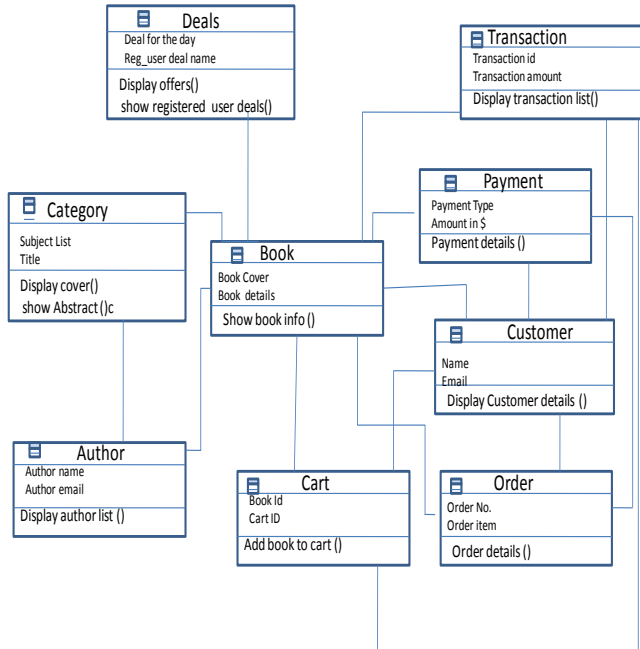 Deals
Deal for the day
Reg_user deal name
Display offers()
show registered user deals()
Transaction
Transaction id
Transaction amount
Display transaction list()
Category
Subject List
Title
Display cover()
show Abstract ()c
Payment
Payment Type
Amount in $
Payment details ()
Book
Book Cover
Book details
Show book info ()
Customer
Name
Email
Display Customer details ()
Author
Author name
Author email
Display author list ()
Cart
Book Id
Cart ID
Add book to cart ()
Order
Order No.
Order item
Order details ()